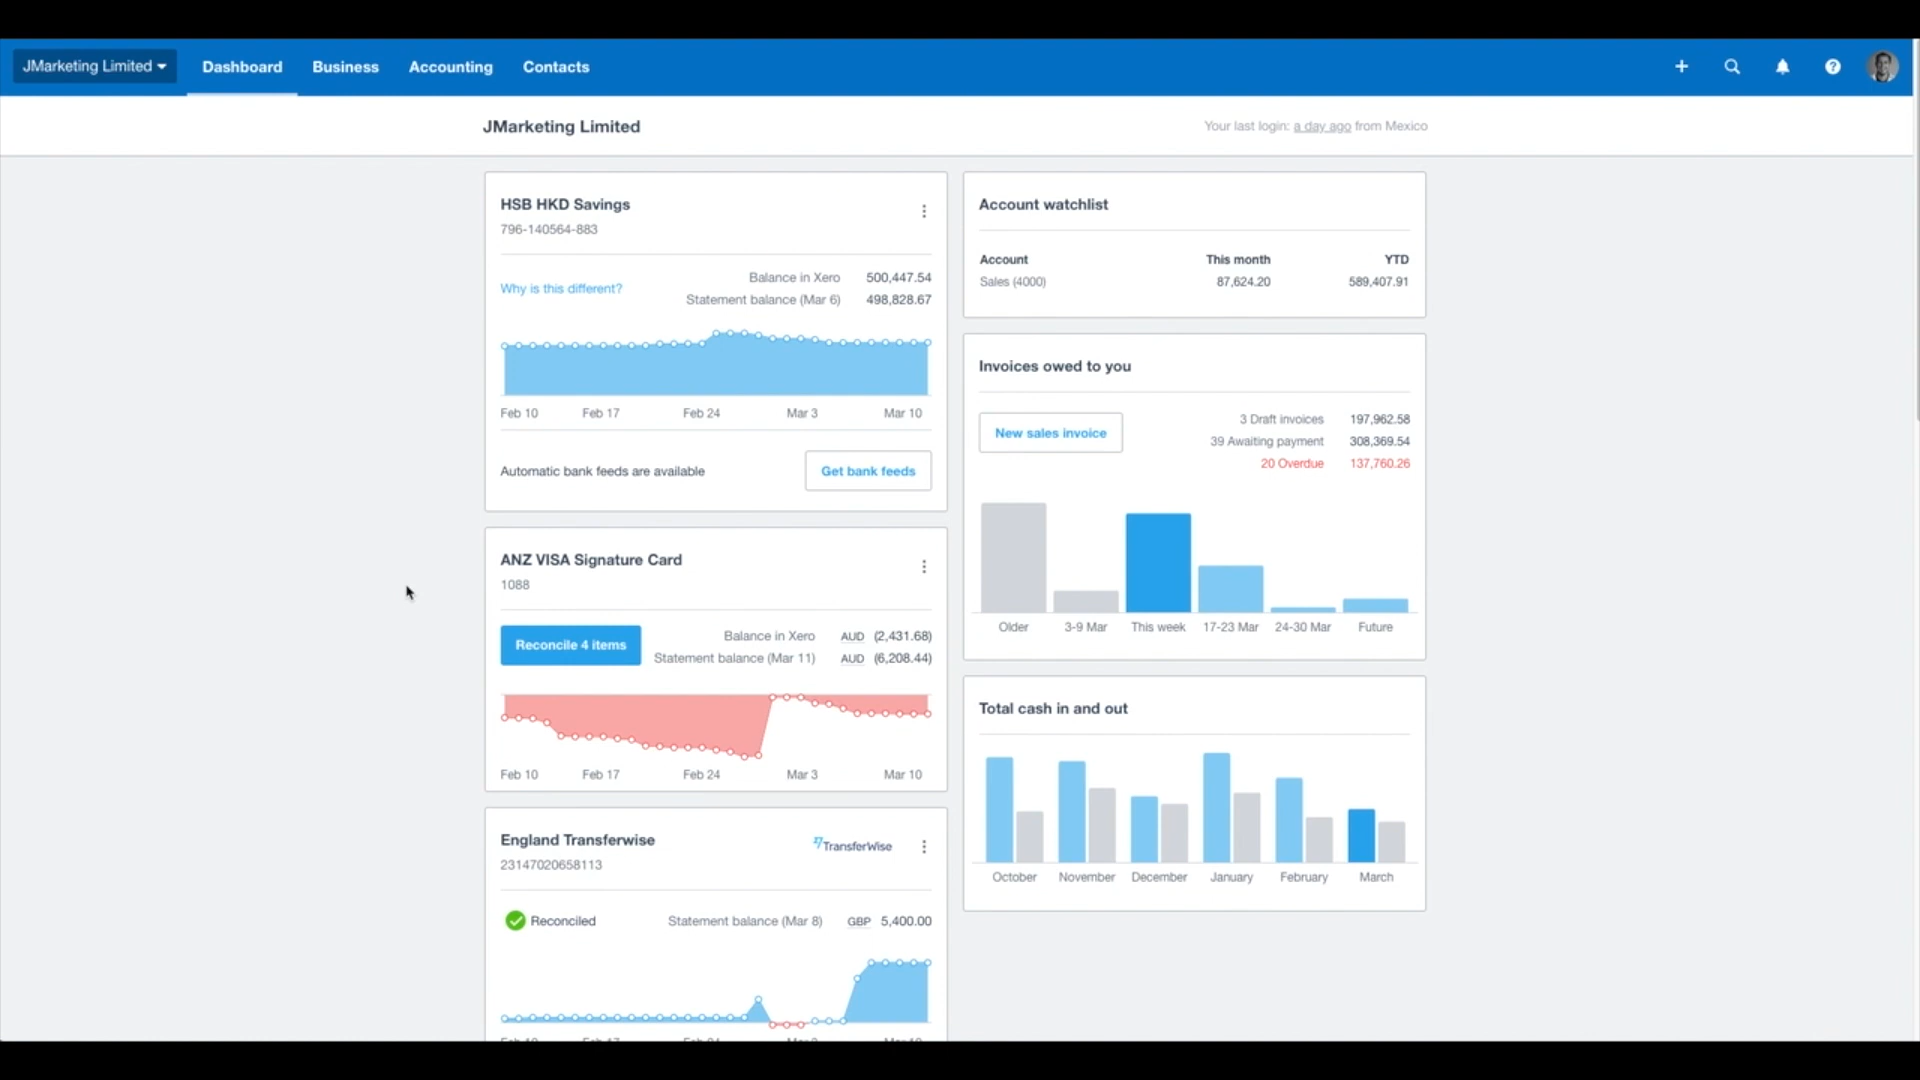 JMarketing Limited
Dashboard
Business
Accounting
Contacts
JMarketing Limited
Your last login: a day ago from Mexico
HSB HKD Savings
796-140564-883
Why is this different?
Balance in Xero 500,447.54
Statement balance (Mar 6) 498,828.67
Feb 10 Feb 17 Feb 24 Mar 3 Mar 10
Automatic bank feeds are available
Get bank feeds
ANZ VISA Signature Card
1088
Reconcile 4 items
Balance in Xero AUD (2,431.68)
Statement balance (Mar 11) AUD (6,208.44)
Feb 10 Feb 17 Feb 24 Mar 3 Mar 10
England Transferwise
TransferWise
23147020658113
Reconciled
Statement balance (Mar 8) GBP 5,400.00
Account watchlist
Account This month YTD
Sales (4000) 87,624.20 589,407.91
Invoices owed to you
New sales invoice
3 Draft invoices 197,962.58
39 Awaiting payment 308,369.54
20 Overdue 137,760.26
Older 3-9 Mar This week 17-23 Mar 24-30 Mar Future
Total cash in and out
October November December January February March